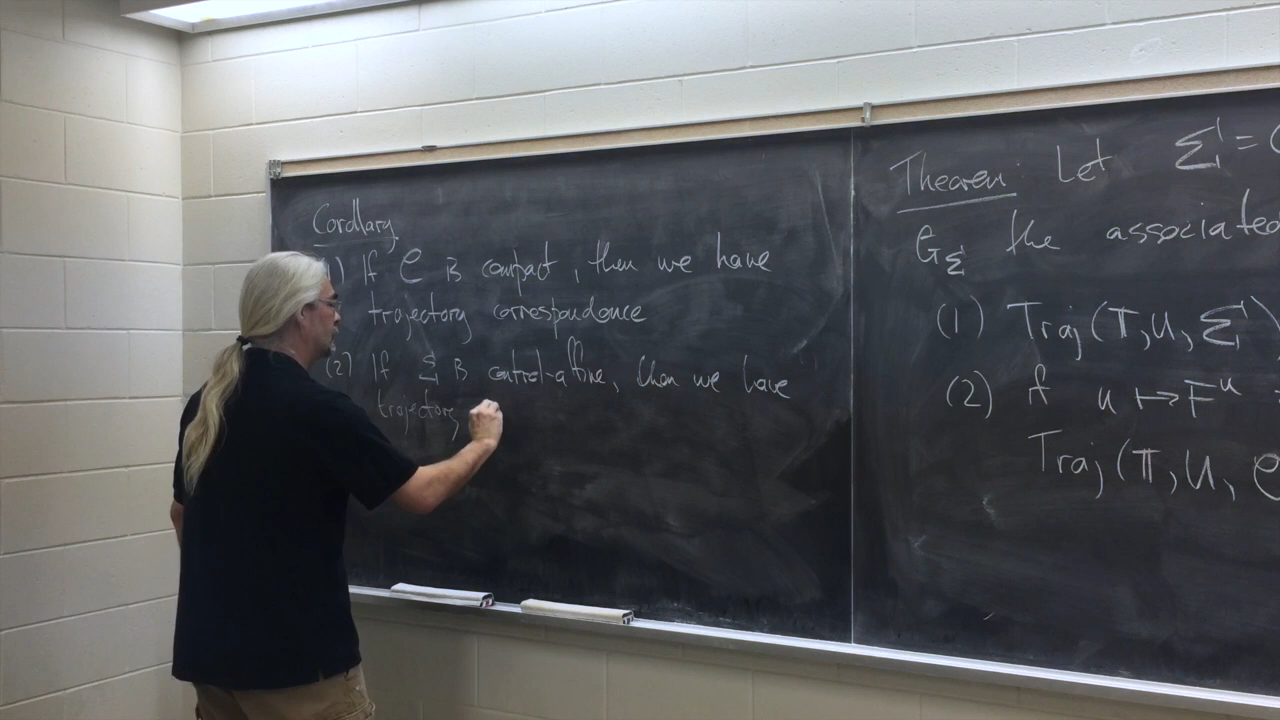 Corollary
(1) If C is compact, then we have
trajectory correspondence
(2) If Σ is control-affine, then we have
trajectory
Theorem: Let Σ = (
G_Σ the associated
(1) Traj(𝕋, U, Σ)
(2) If u ↦ F^u
Traj(𝕋, U, C